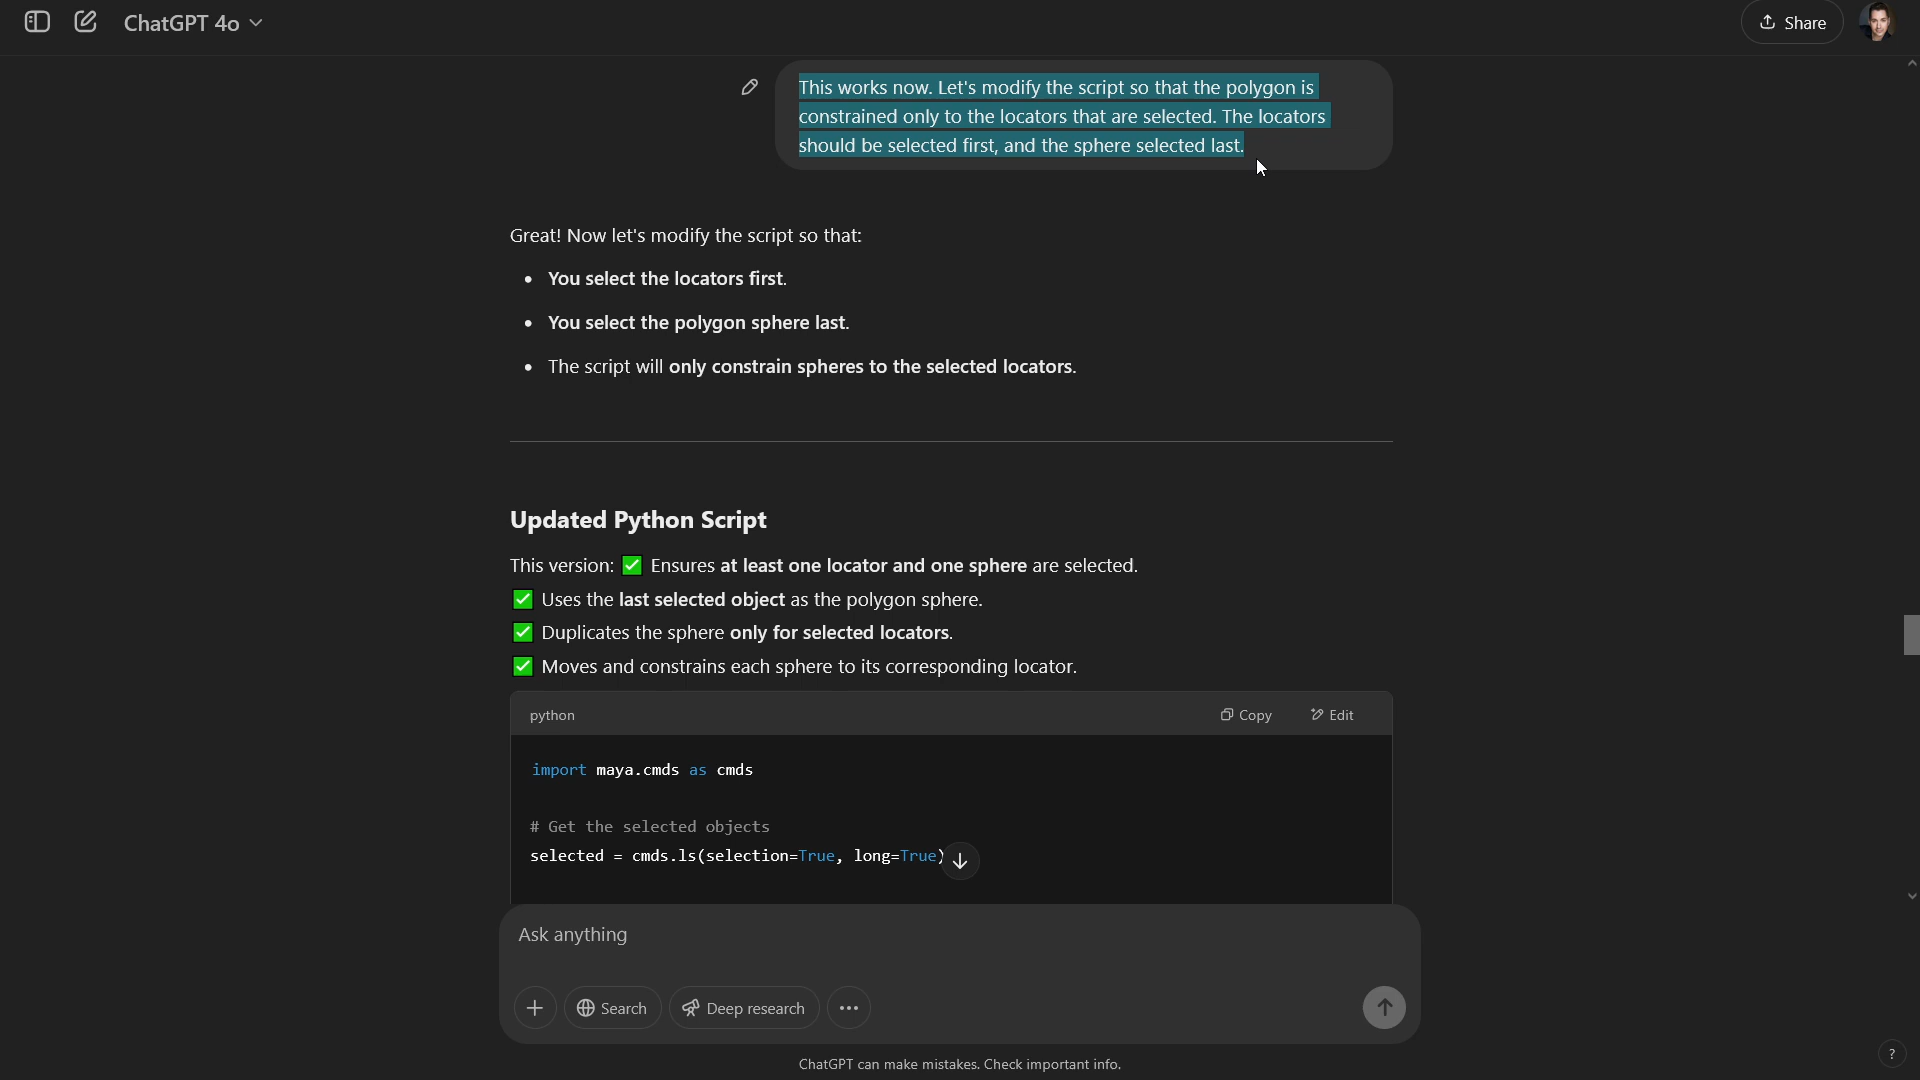 ChatGPT 4o
Share
This works now. Let's modify the script so that the polygon is
constrained only to the locators that are selected. The locators
should be selected first, and the sphere selected last.
Great! Now let's modify the script so that:
• You select the locators first.
• You select the polygon sphere last.
• The script will only constrain spheres to the selected locators.
Updated Python Script
This version: ✅ Ensures at least one locator and one sphere are selected.
✅ Uses the last selected object as the polygon sphere.
✅ Duplicates the sphere only for selected locators.
✅ Moves and constrains each sphere to its corresponding locator.
python
Copy
Edit
import maya.cmds as cmds
# Get the selected objects
selected = cmds.ls(selection=True, long=True)
Ask anything
Search
Deep research
ChatGPT can make mistakes. Check important info.
?